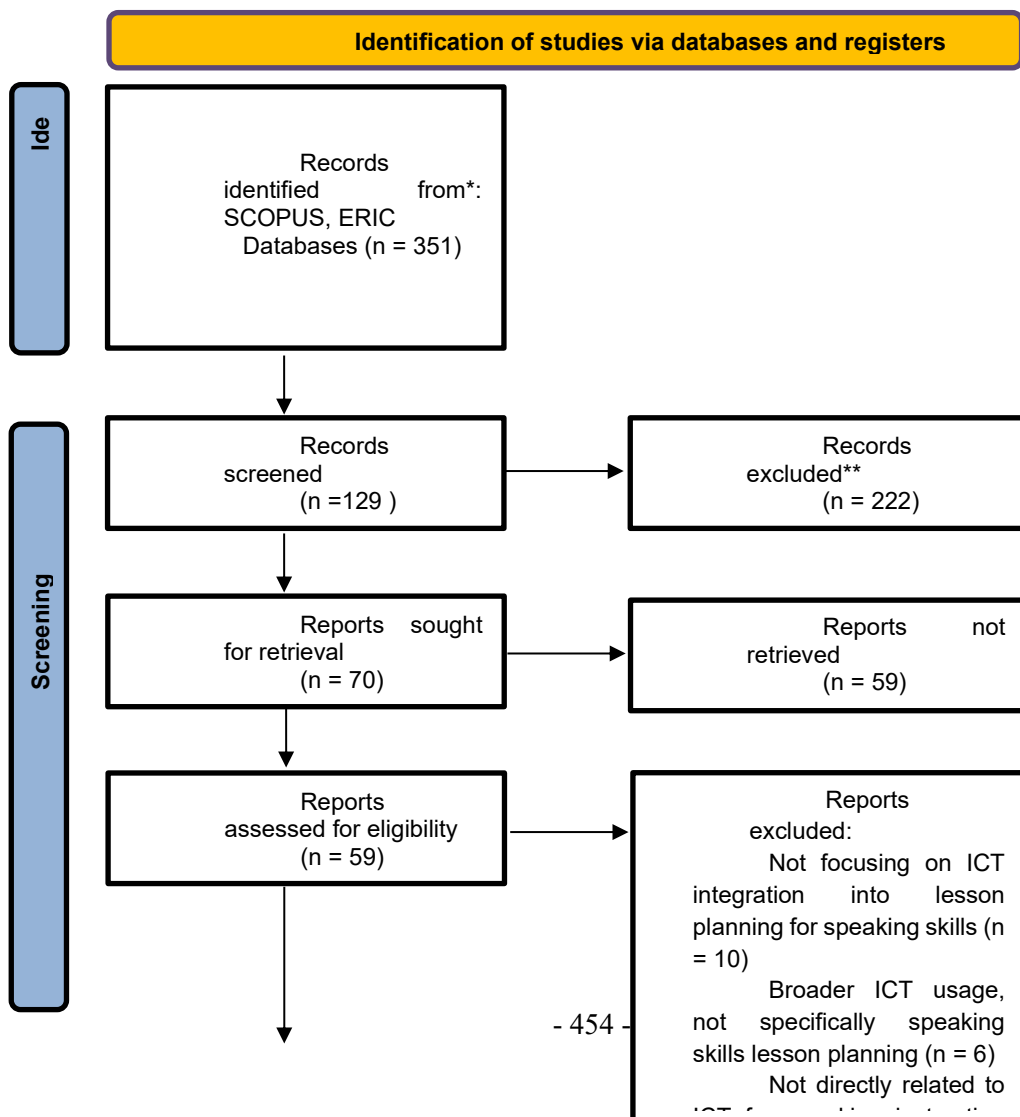 Identification of studies via databases and registers
Ide
Records
identified from*:
SCOPUS, ERIC
Databases (n = 351)
Screening
Records
screened
(n =129 )
Records
excluded**
(n = 222)
Reports sought
for retrieval
(n = 70)
Reports not
retrieved
(n = 59)
Reports
assessed for eligibility
(n = 59)
Reports
excluded:
Not focusing on ICT
integration into lesson
planning for speaking skills (n
= 10)
Broader ICT usage,
not specifically speaking
skills lesson planning (n = 6)
Not directly related to
- 454 -